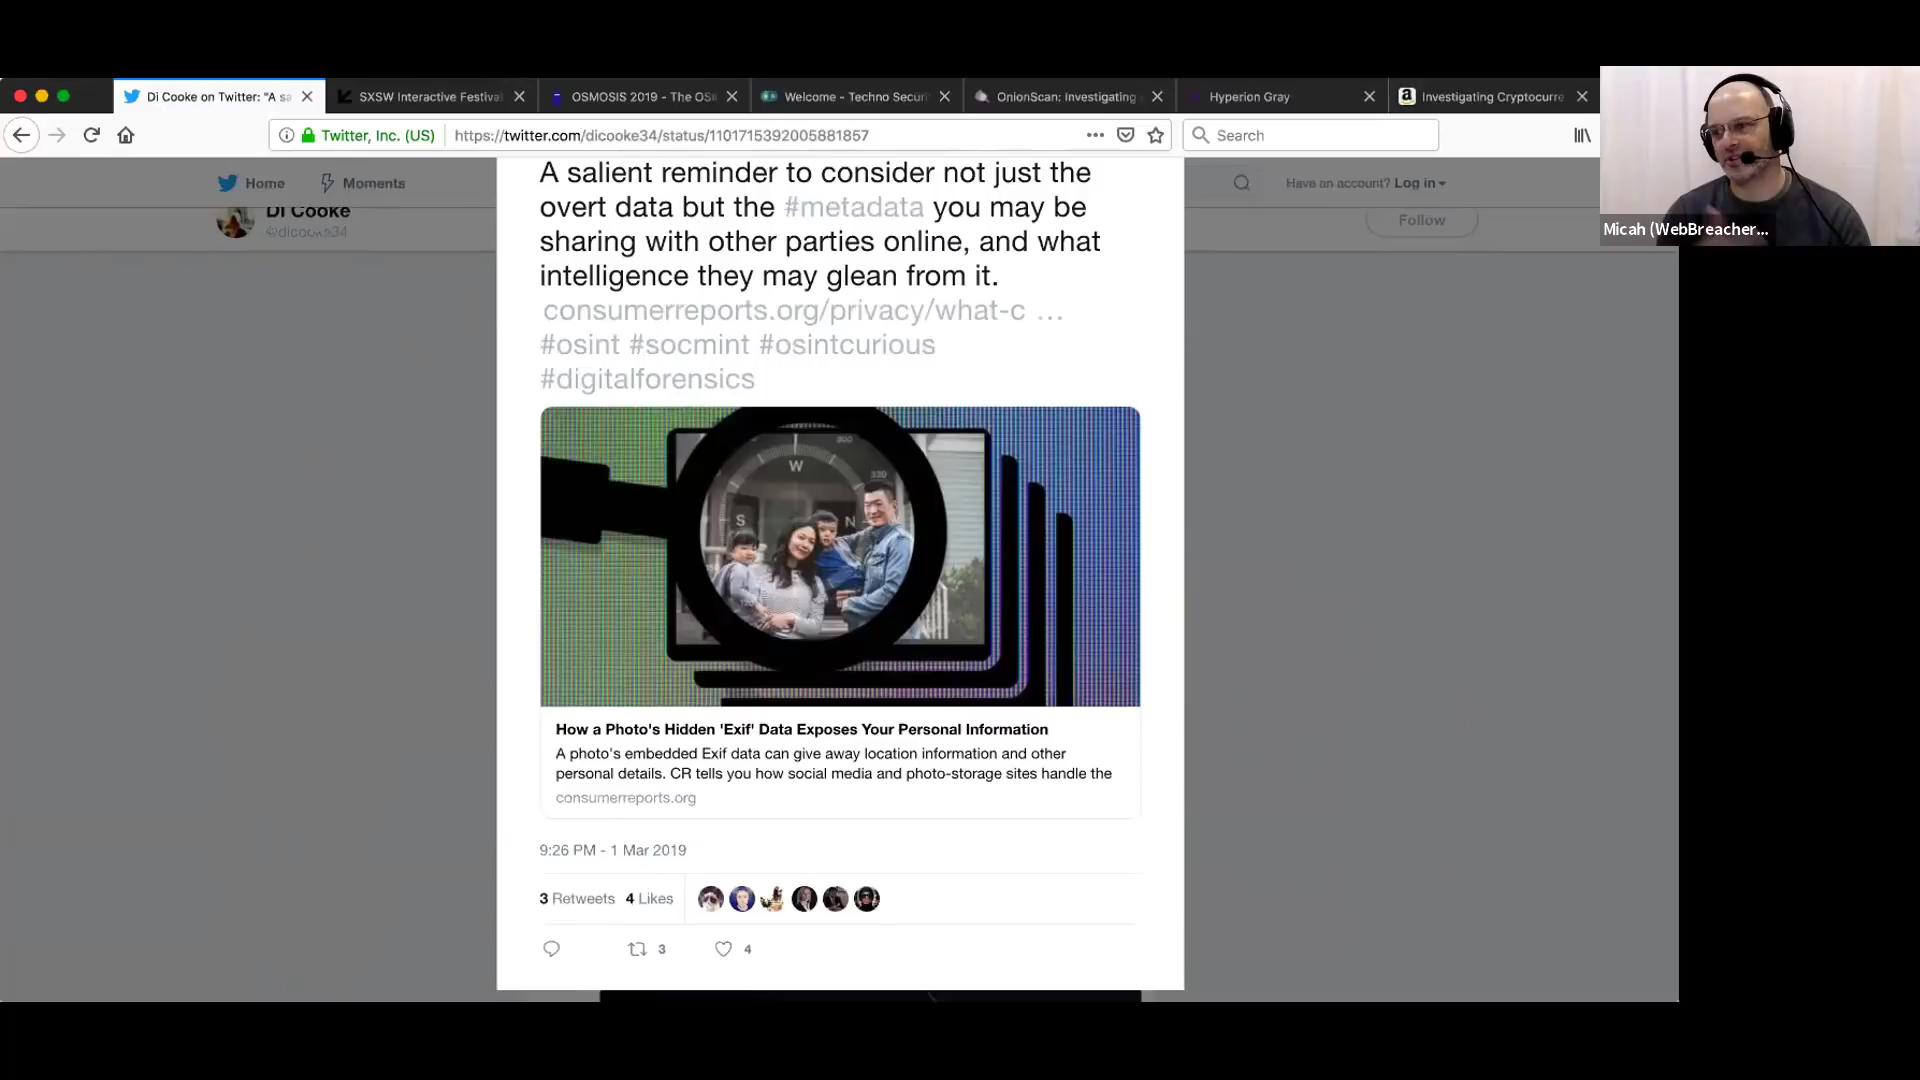 Di Cooke on Twitter: "A sa
SXSW Interactive Festiva
OSMOSIS 2019 - The OSI
Welcome - Techno Securi
OnionScan: Investigating
Hyperion Gray
a Investigating Cryptocurre
Twitter, Inc. (US) https://twitter.com/dicooke34/status/1101715392005881857
Search
Home Moments
Have an account? Log in
Di Cooke
@dicooke34
Follow
Micah (WebBreacher...
A salient reminder to consider not just the
overt data but the #metadata you may be
sharing with other parties online, and what
intelligence they may glean from it.
consumerreports.org/privacy/what-c …
#osint #socmint #osintcurious
#digitalforensics
300
W
330
S N
How a Photo's Hidden 'Exif' Data Exposes Your Personal Information
A photo's embedded Exif data can give away location information and other
personal details. CR tells you how social media and photo-storage sites handle the
consumerreports.org
9:26 PM - 1 Mar 2019
3 Retweets 4 Likes
3 4